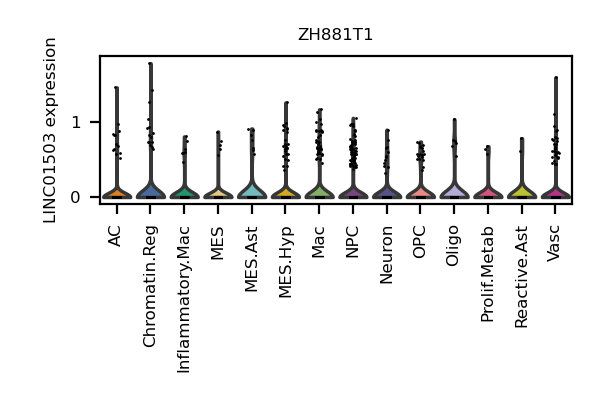 ZH881T1
LINC01503 expression
1
0
AC
Chromatin.Reg
Inflammatory.Mac
MES
MES.Ast
MES.Hyp
Mac
NPC
Neuron
OPC
Oligo
Prolif.Metab
Reactive.Ast
Vasc